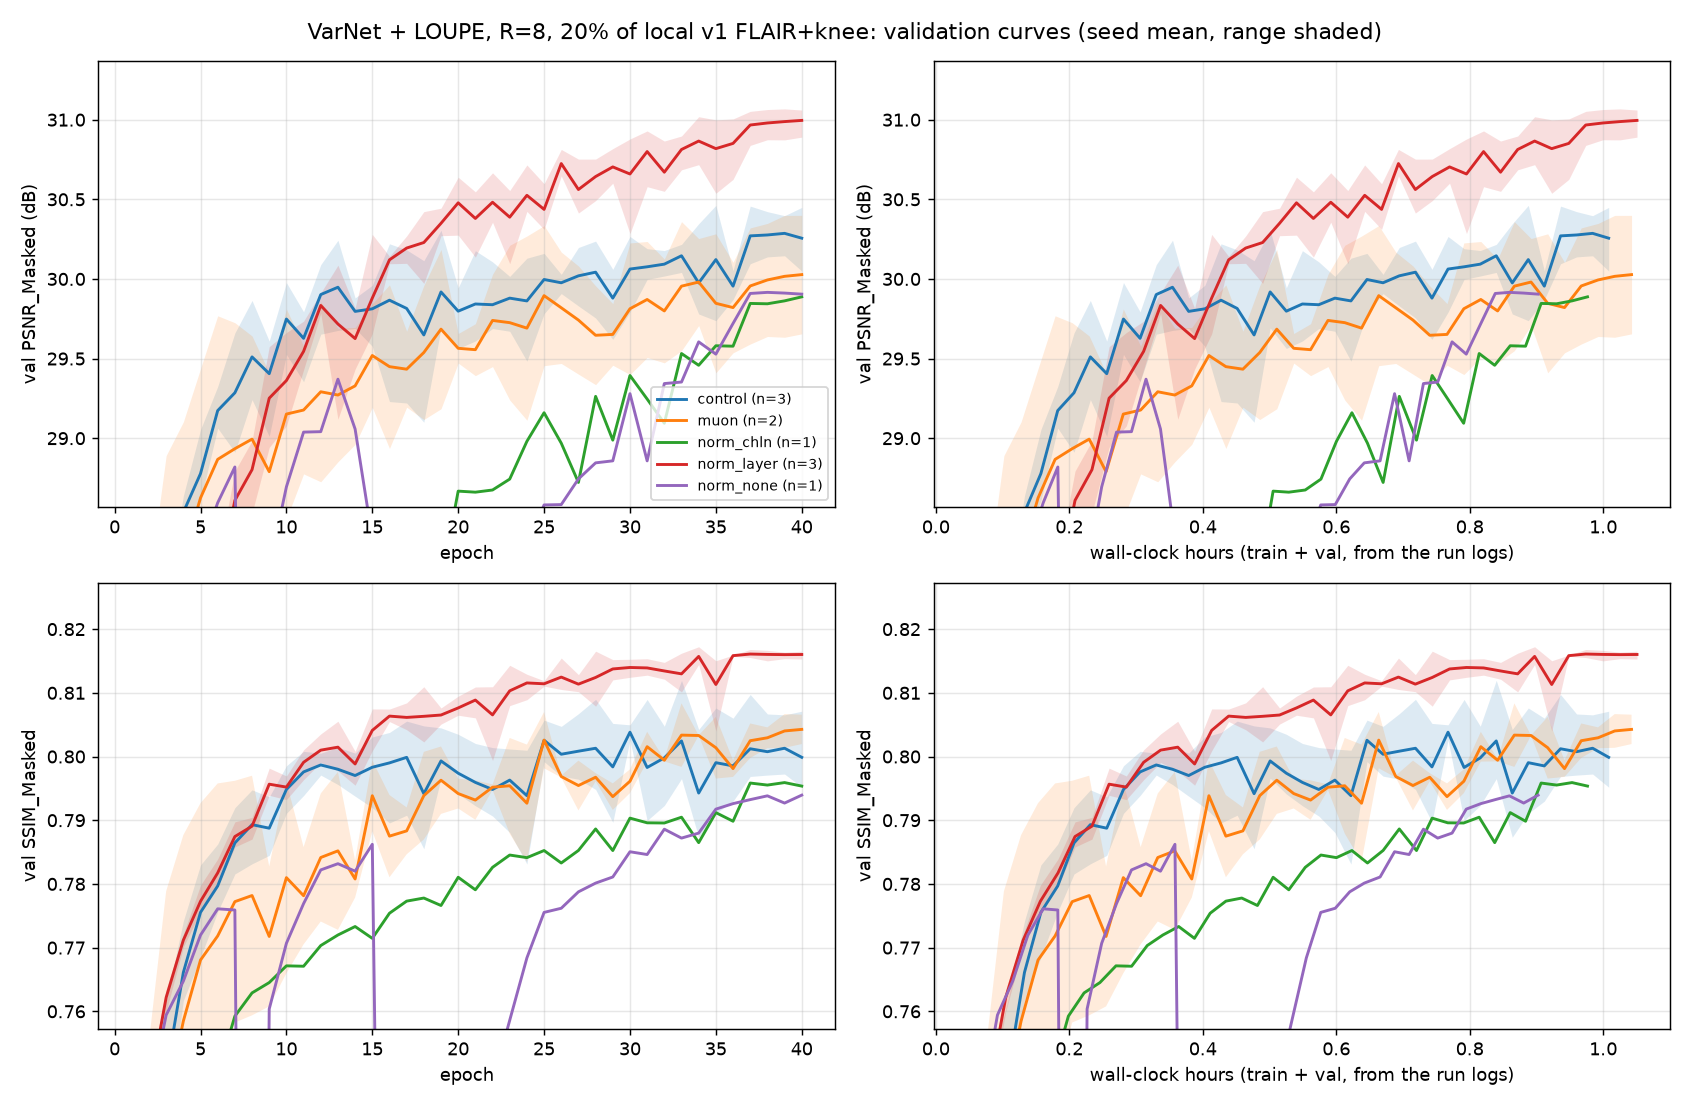 VarNet + LOUPE, R=8, 20% of local v1 FLAIR+knee: validation curves (seed mean, range shaded)
val PSNR_Masked (dB)
31.0
30.5
30.0
29.5
29.0
0 5 10 15 20 25 30 35 40
epoch
control (n=3)
muon (n=2)
norm_chln (n=1)
norm_layer (n=3)
norm_none (n=1)
val PSNR_Masked (dB)
31.0
30.5
30.0
29.5
29.0
0.0 0.2 0.4 0.6 0.8 1.0
wall-clock hours (train + val, from the run logs)
val SSIM_Masked
0.82
0.81
0.80
0.79
0.78
0.77
0.76
0 5 10 15 20 25 30 35 40
epoch
val SSIM_Masked
0.82
0.81
0.80
0.79
0.78
0.77
0.76
0.0 0.2 0.4 0.6 0.8 1.0
wall-clock hours (train + val, from the run logs)